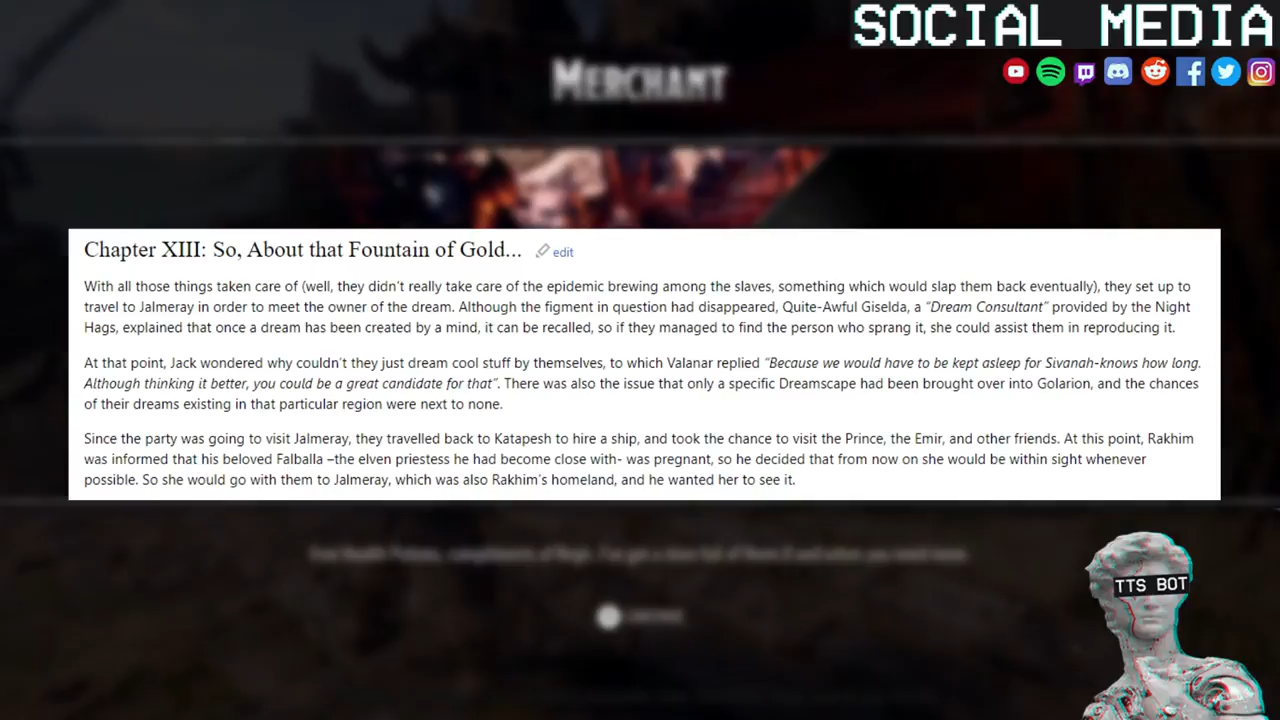 SOCIAL MEDIA
MERCHANT
Chapter XIII: So, About that Fountain of Gold... edit
With all those things taken care of (well, they didn't really take care of the epidemic brewing among the slaves, something which would slap them back eventually), they set up to
travel to Jalmeray in order to meet the owner of the dream. Although the figment in question had disappeared, Quite-Awful Giselda, a “Dream Consultant” provided by the Night
Hags, explained that once a dream has been created by a mind, it can be recalled, so if they managed to find the person who sprang it, she could assist them in reproducing it.
At that point, Jack wondered why couldn't they just dream cool stuff by themselves, to which Valanar replied “Because we would have to be kept asleep for Sivanah-knows how long.
Although thinking it better, you could be a great candidate for that”. There was also the issue that only a specific Dreamscape had been brought over into Golarion, and the chances
of their dreams existing in that particular region were next to none.
Since the party was going to visit Jalmeray, they travelled back to Katapesh to hire a ship, and took the chance to visit the Prince, the Emir, and other friends. At this point, Rakhim
was informed that his beloved Falballa –the elven priestess he had become close with- was pregnant, so he decided that from now on she would be within sight whenever
possible. So she would go with them to Jalmeray, which was also Rakhim's homeland, and he wanted her to see it.
TTS BOT